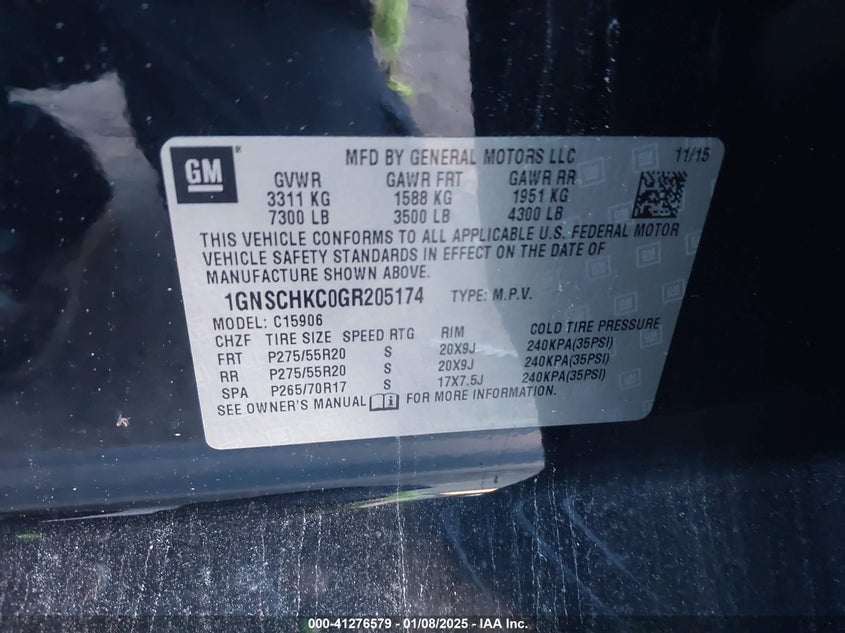 GM ® MFD BY GENERAL MOTORS LLC 11/15
GVWR GAWR FRT GAWR RR
3311 KG 1588 KG 1951 KG
7300 LB 3500 LB 4300 LB
THIS VEHICLE CONFORMS TO ALL APPLICABLE U.S. FEDERAL MOTOR
VEHICLE SAFETY STANDARDS IN EFFECT ON THE DATE OF
MANUFACTURE SHOWN ABOVE.
1GNSCHKC0GR205174 TYPE: M.P.V.
MODEL: C15906
CHZF TIRE SIZE SPEED RTG RIM COLD TIRE PRESSURE
FRT P275/55R20 S 20X9J 240KPA(35PSI)
RR P275/55R20 S 20X9J 240KPA(35PSI)
SPA P265/70R17 S 17X7.5J 240KPA(35PSI)
SEE OWNER'S MANUAL i FOR MORE INFORMATION.
000-41276579 - 01/08/2025 - IAA Inc.